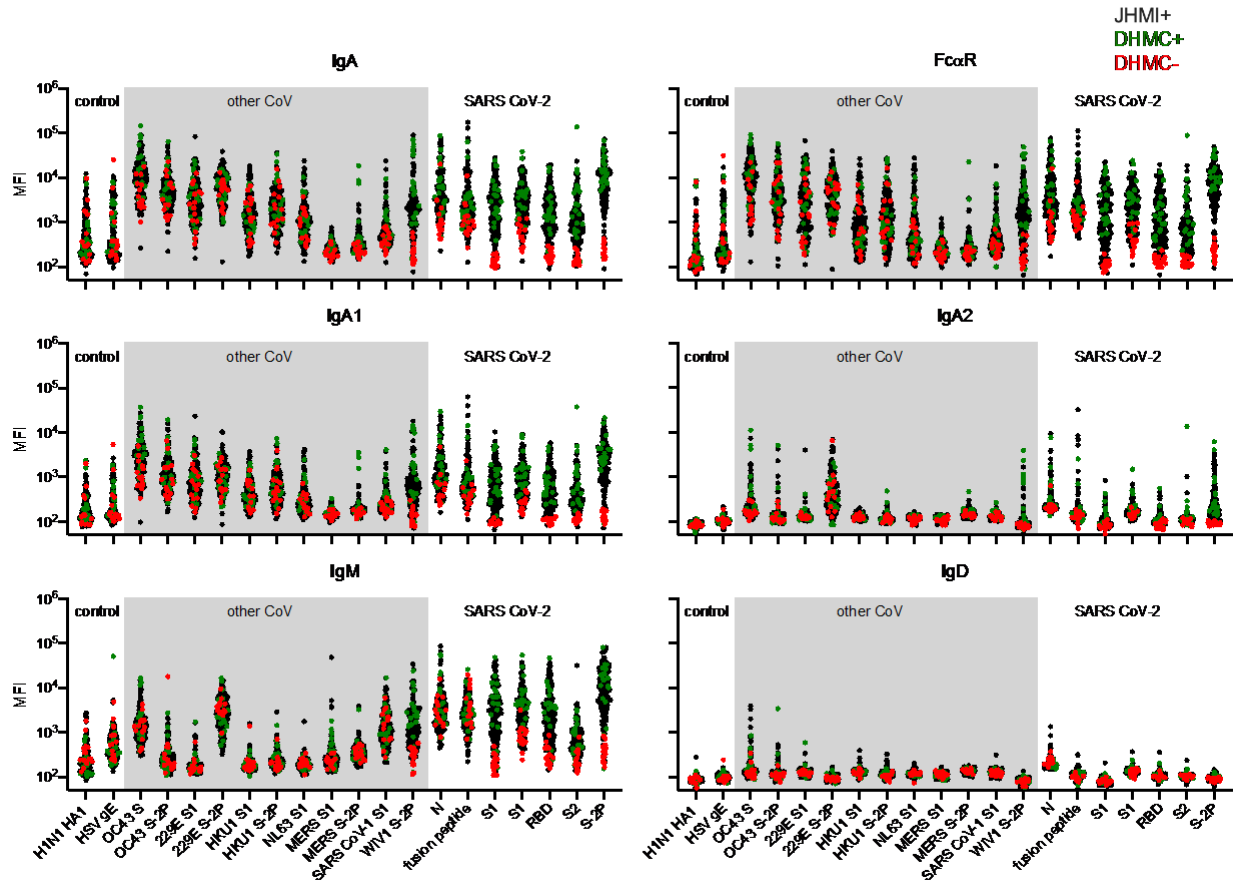 JHMI+
DHMC+
DHMC-
IgA
FcαR
10⁶
10⁵
10⁴
10³
10²
MFI
control
other CoV
SARS CoV-2
control
other CoV
SARS CoV-2
IgA1
IgA2
10⁶
10⁵
10⁴
10³
10²
MFI
control
other CoV
SARS CoV-2
control
other CoV
SARS CoV-2
IgM
IgD
10⁶
10⁵
10⁴
10³
10²
MFI
control
other CoV
SARS CoV-2
control
other CoV
SARS CoV-2
H1N1 HA1
HSV gE
OC43 S
OC43 S-2P
229E S1
229E S-2P
HKU1 S1
HKU1 S-2P
NL63 S1
MERS S1
MERS S-2P
SARS CoV-1 S1
WIV1 S-2P
N
fusion peptide
S1
S1
RBD
S2
S-2P
H1N1 HA1
HSV gE
OC43 S
OC43 S-2P
229E S1
229E S-2P
HKU1 S1
HKU1 S-2P
NL63 S1
MERS S1
MERS S-2P
SARS CoV-1 S1
WIV1 S-2P
N
fusion peptide
S1
S1
RBD
S2
S-2P